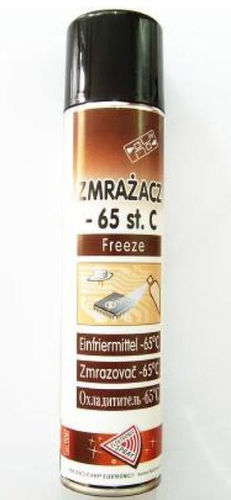 ZMRAŻACZ
- 65 st. C
Freeze
Einfriermittel -65°C
Zmrazovač -65°C
Охладитель -65°C